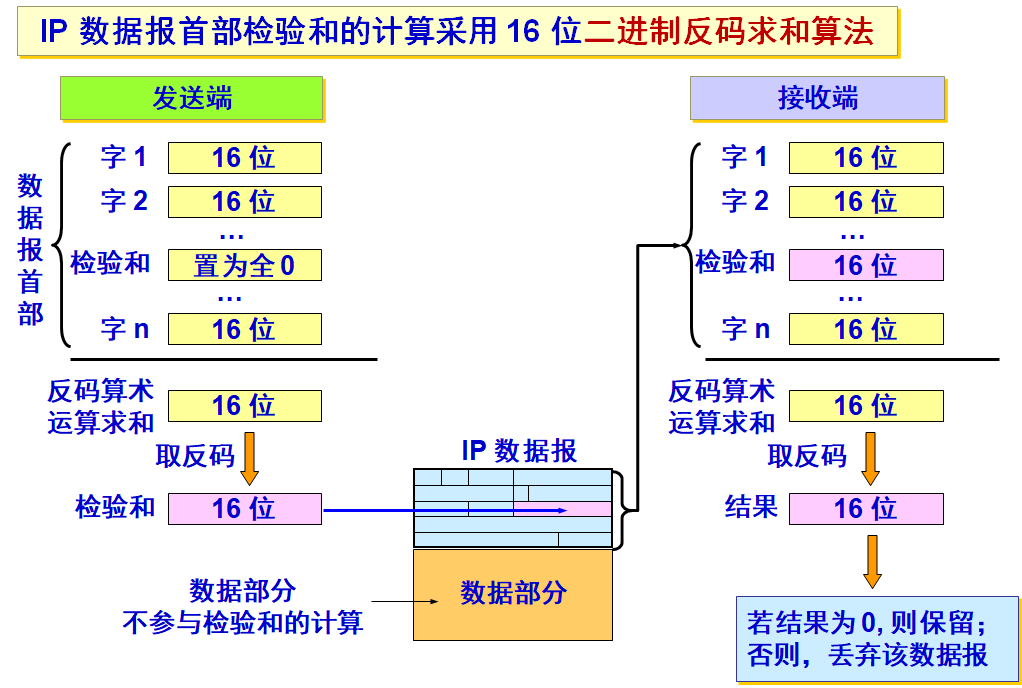 IP 数据报首部检验和的计算采用 16 位二进制反码求和算法
发送端
数据报首部
字 1
16 位
字 2
16 位
…
检验和
置为全 0
…
字 n
16 位
反码算术
运算求和
16 位
取反码
检验和
16 位
数据部分
不参与检验和的计算
IP 数据报
数据部分
接收端
字 1
16 位
字 2
16 位
…
检验和
16 位
…
字 n
16 位
反码算术
运算求和
16 位
取反码
结果
16 位
若结果为 0, 则保留；
否则，丢弃该数据报